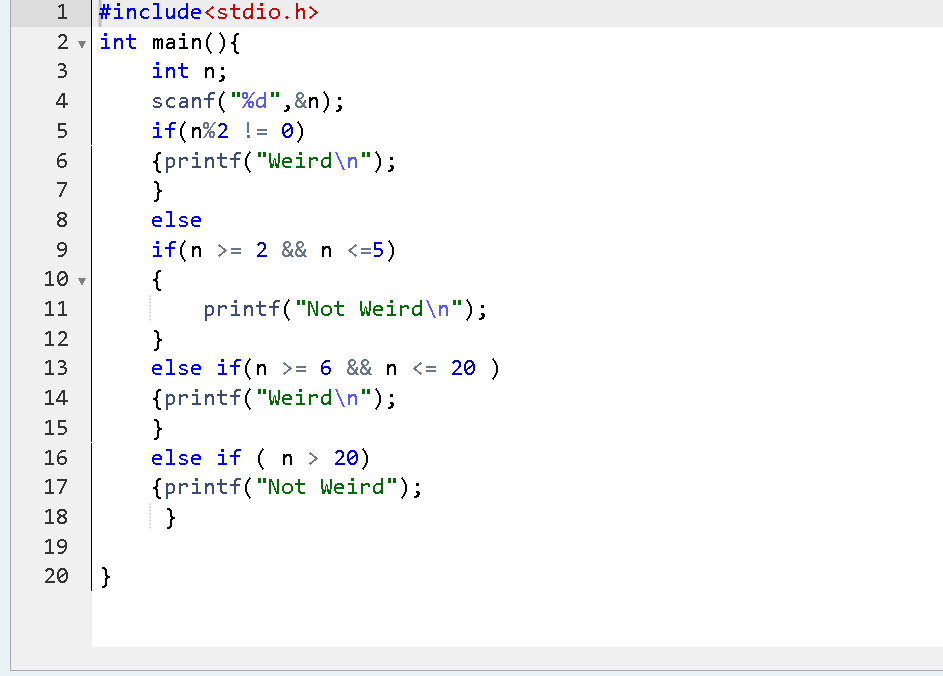 1 #include<stdio.h>
2 int main(){
3 int n;
4 scanf("%d",&n);
5 if(n%2 != 0)
6 {printf("Weird\n");
7 }
8 else
9 if(n >= 2 && n <=5)
10 {
11 printf("Not Weird\n");
12 }
13 else if(n >= 6 && n <= 20 )
14 {printf("Weird\n");
15 }
16 else if ( n > 20)
17 {printf("Not Weird");
18 }
19
20 }